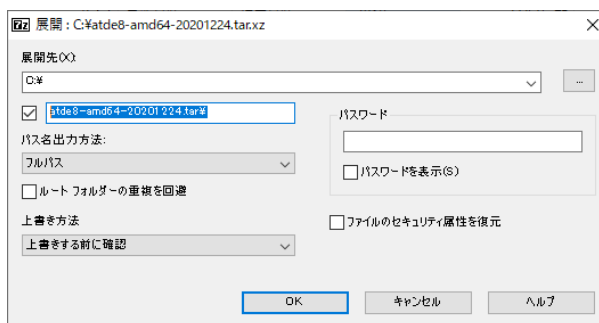 7z 展開 : C:¥atde8-amd64-20201224.tar.xz
展開先(X):
C:¥
...
atde8-amd64-20201224.tar¥
パスワード
パス名出力方法:
フルパス
パスワードを表示(S)
ルート フォルダーの重複を回避
上書き方法
ファイルのセキュリティ属性を復元
上書きする前に確認
OK
キャンセル
ヘルプ